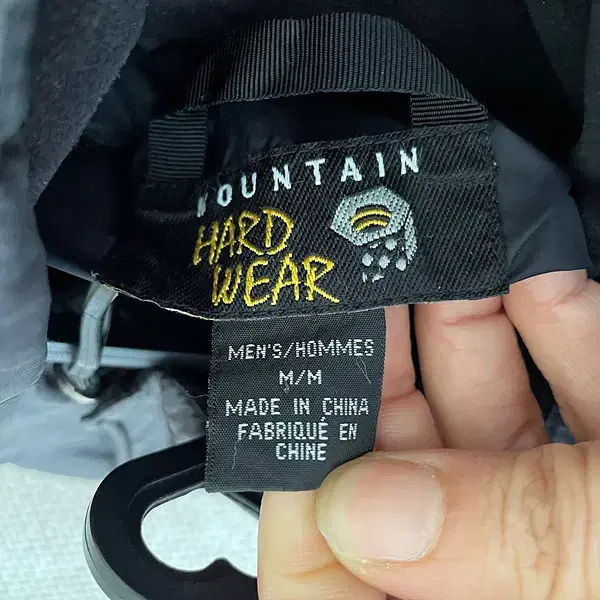 MOUNTAIN
HARD
WEAR
MEN'S/HOMMES
M/M
MADE IN CHINA
FABRIQUÉ EN
CHINE